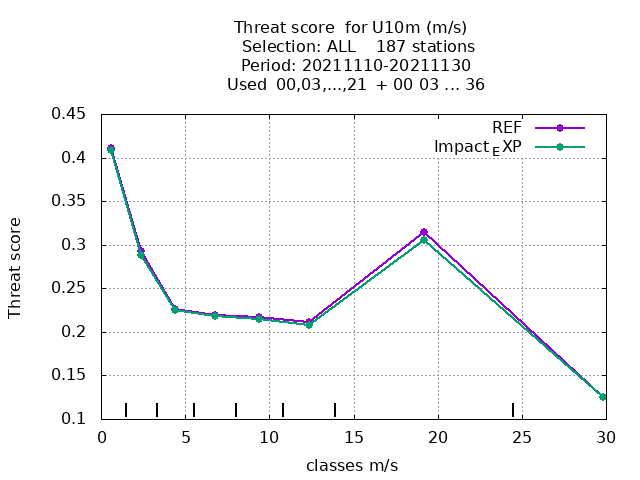 Threat score  for U10m (m/s)
Selection: ALL    187 stations
Period: 20211110-20211130
Used  00,03,...,21  + 00 03 ... 36
0.45
0.4
0.35
0.3
0.25
0.2
0.15
0.1
Threat score
REF
Impact_EXP
0 5 10 15 20 25 30
classes m/s